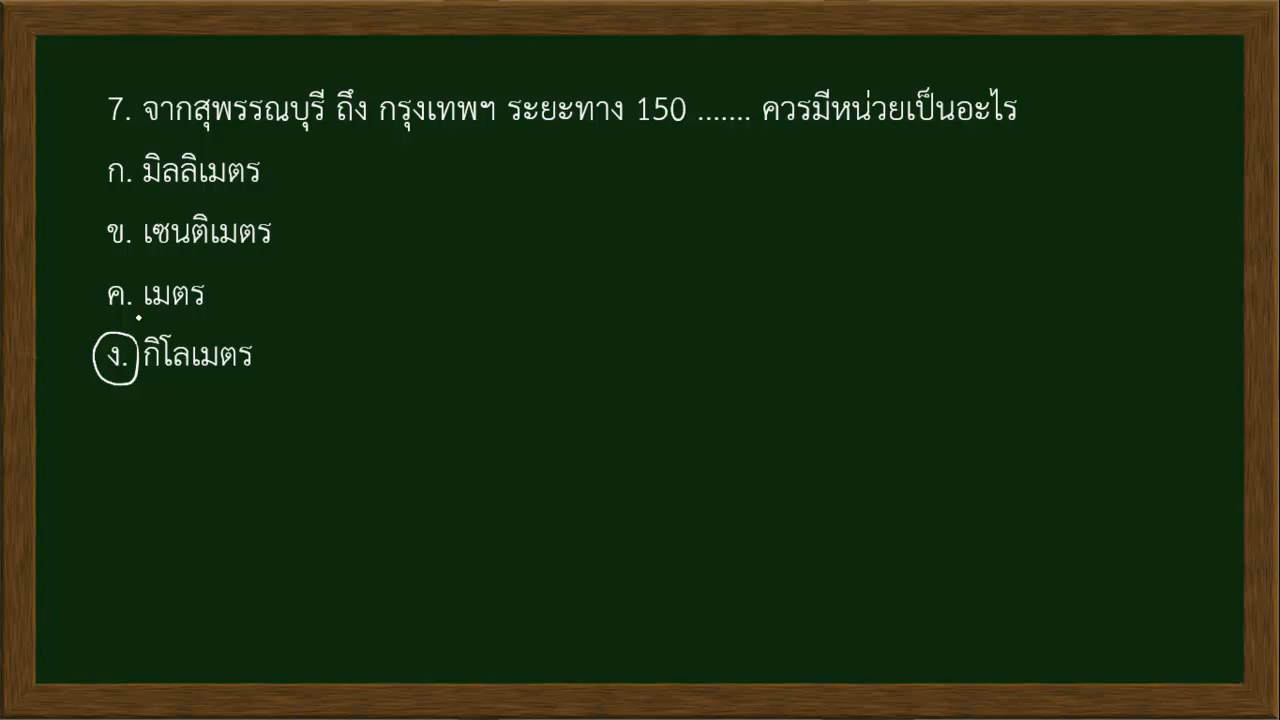 7. จากสุพรรณบุรี ถึง กรุงเทพฯ ระยะทาง 150 ....... ควรมีหน่วยเป็นอะไร
ก. มิลลิเมตร
ข. เซนติเมตร
ค. เมตร
ง. กิโลเมตร